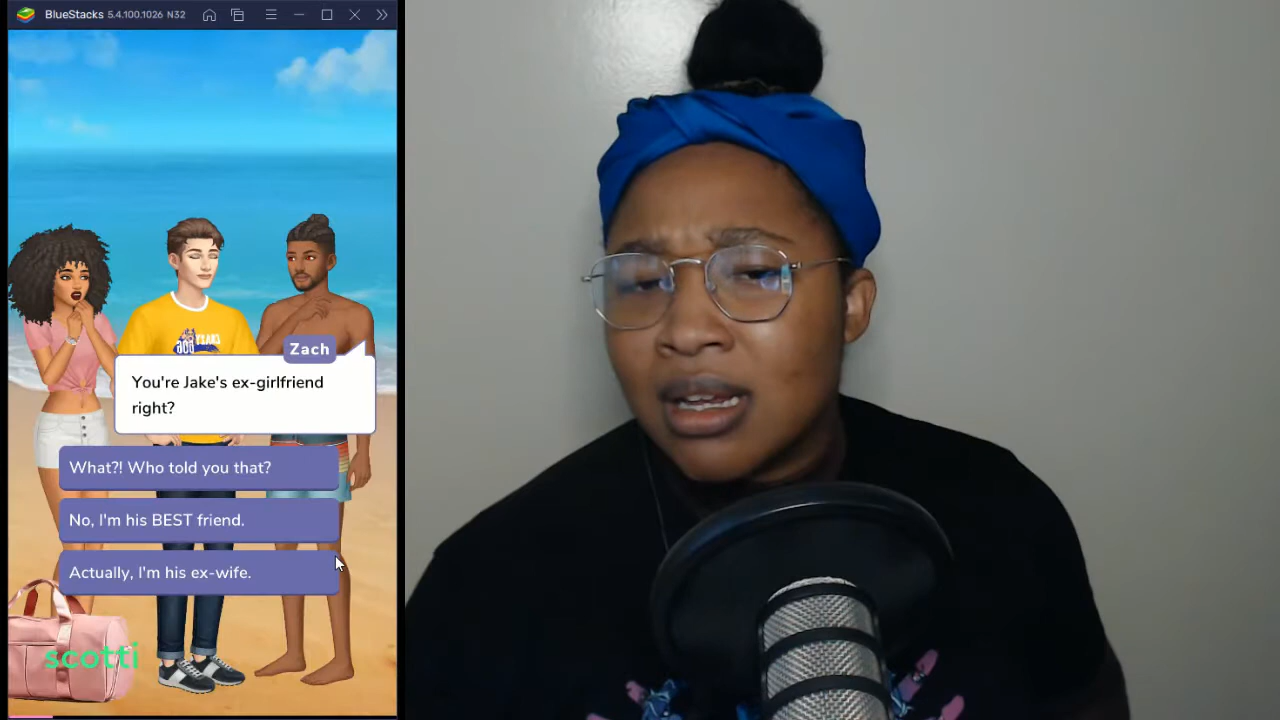 BlueStacks 5.4.100.1026 N32
Zach
You're Jake's ex-girlfriend
right?
What?! Who told you that?
No, I'm his BEST friend.
Actually, I'm his ex-wife.
scotti